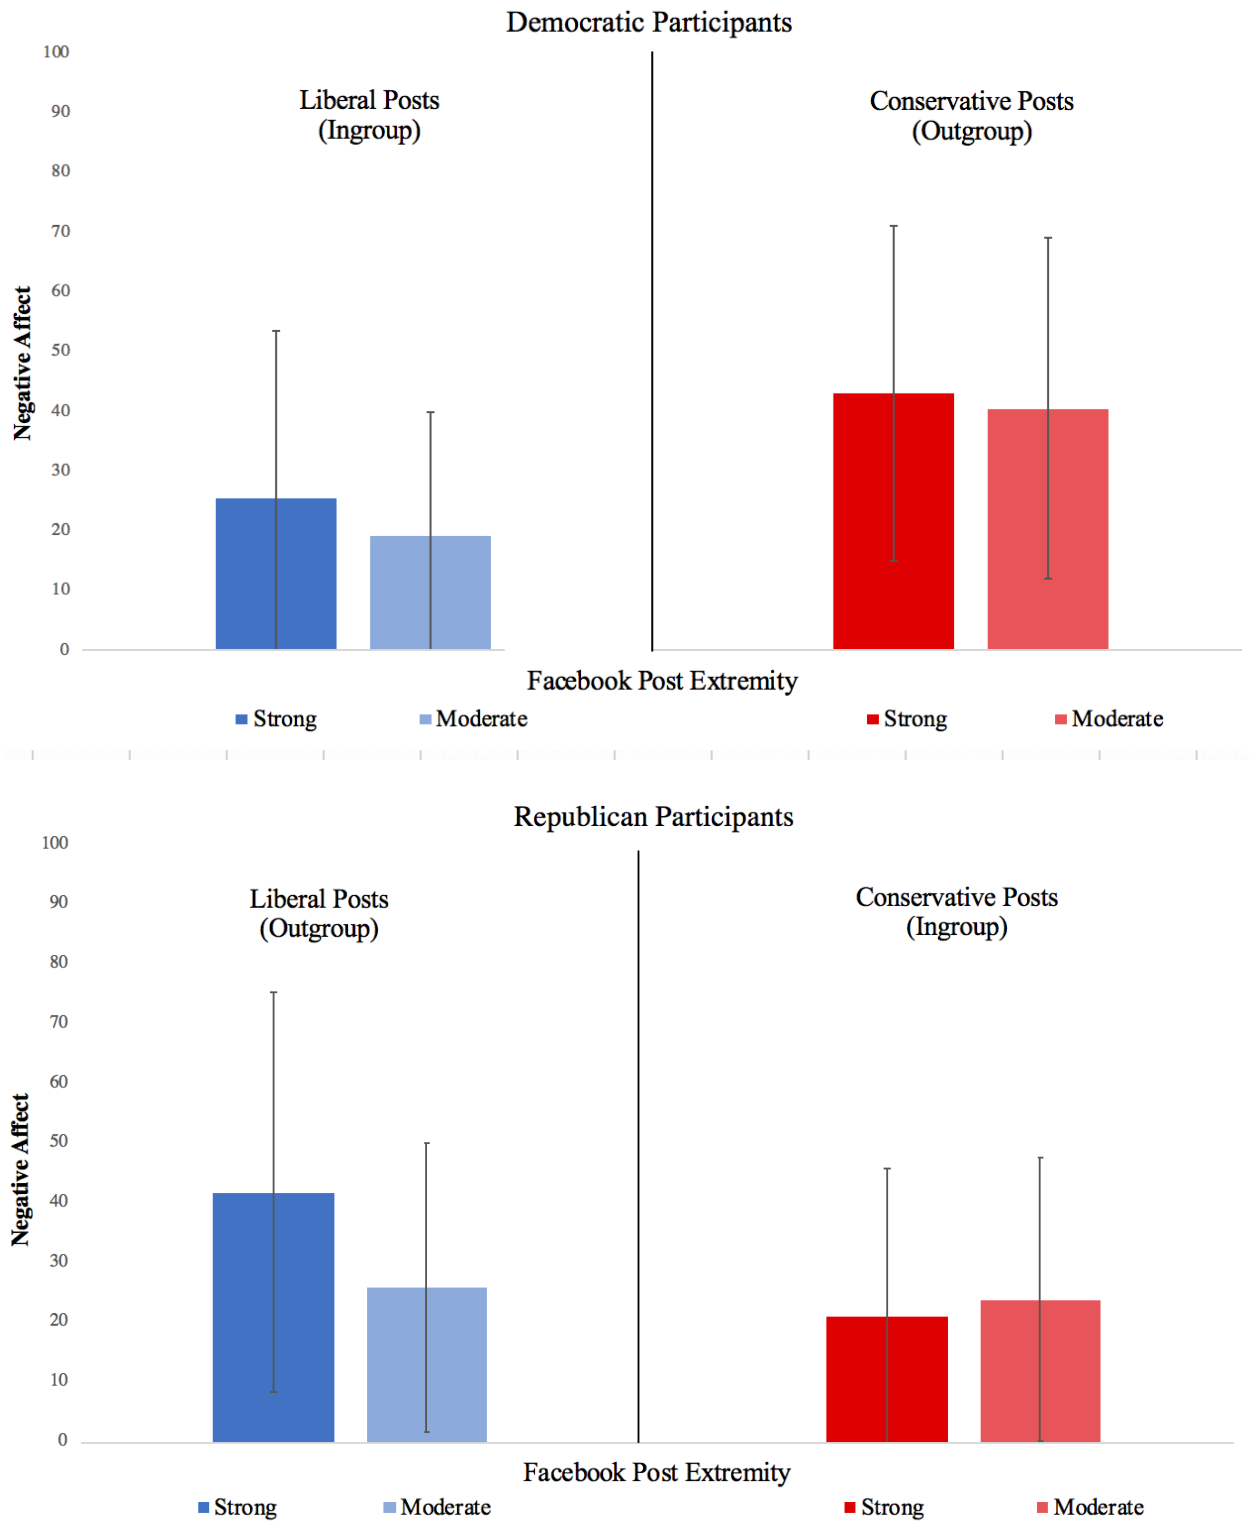 Democratic Participants
100
90
80
70
60
50
40
30
20
10
0
Negative Affect
Liberal Posts
(Ingroup)
Conservative Posts
(Outgroup)
Facebook Post Extremity
Strong
Moderate
Strong
Moderate
Republican Participants
100
90
80
70
60
50
40
30
20
10
0
Negative Affect
Liberal Posts
(Outgroup)
Conservative Posts
(Ingroup)
Facebook Post Extremity
Strong
Moderate
Strong
Moderate